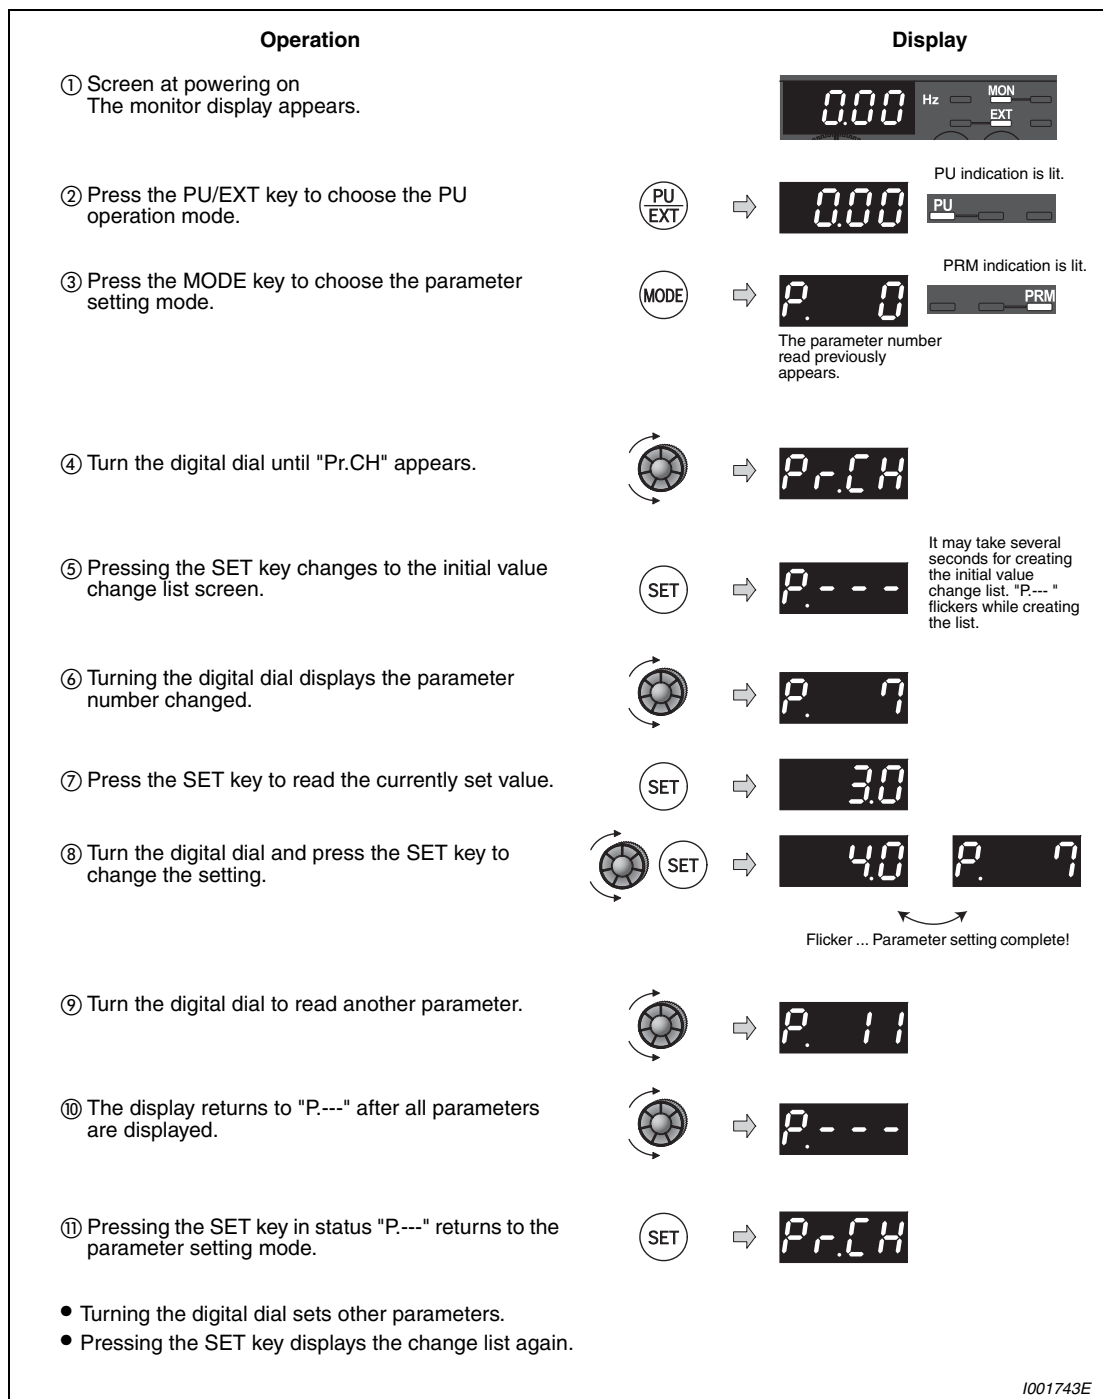 Operation
Display
① Screen at powering on
The monitor display appears.
0.00 Hz MON
EXT
② Press the PU/EXT key to choose the PU
operation mode.
PU
EXT
0.00
PU indication is lit.
PU
③ Press the MODE key to choose the parameter
setting mode.
MODE
P. 0
PRM indication is lit.
PRM
The parameter number
read previously
appears.
④ Turn the digital dial until "Pr.CH" appears.
Pr.CH
⑤ Pressing the SET key changes to the initial value
change list screen.
SET
P.---
It may take several
seconds for creating
the initial value
change list. "P.--- "
flickers while creating
the list.
⑥ Turning the digital dial displays the parameter
number changed.
P. 7
⑦ Press the SET key to read the currently set value.
SET
3.0
⑧ Turn the digital dial and press the SET key to
change the setting.
SET
4.0
P. 7
Flicker ... Parameter setting complete!
⑨ Turn the digital dial to read another parameter.
P. 11
⑩ The display returns to "P.---" after all parameters
are displayed.
P.---
⑪ Pressing the SET key in status "P.---" returns to the
parameter setting mode.
SET
Pr.CH
● Turning the digital dial sets other parameters.
● Pressing the SET key displays the change list again.
I001743E